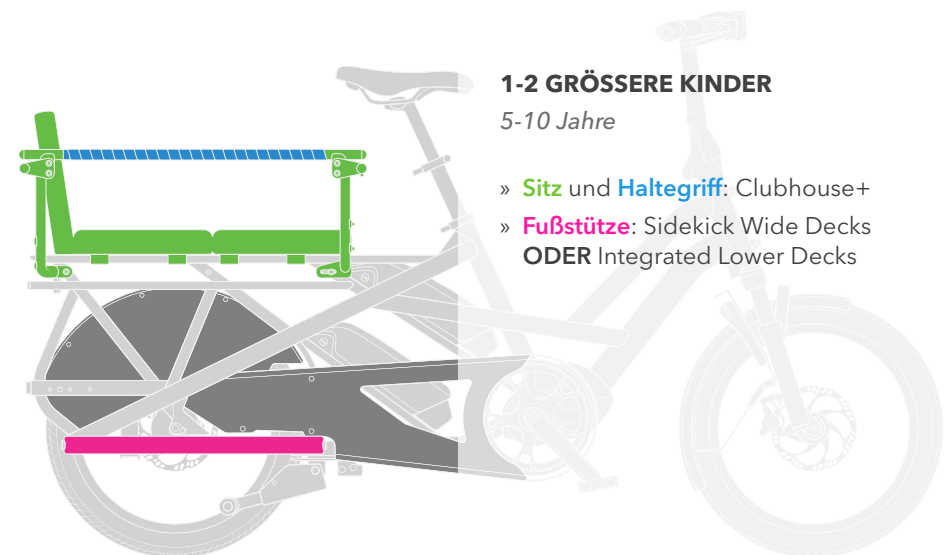 1-2 GRÖSSERE KINDER
5-10 Jahre
» Sitz und Haltegriff: Clubhouse+
» Fußstütze: Sidekick Wide Decks
ODER Integrated Lower Decks